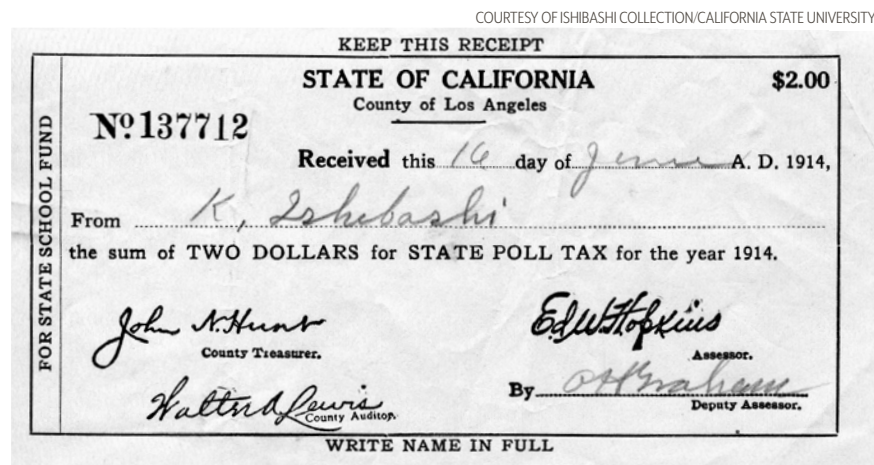 COURTESY OF ISHIBASHI COLLECTION/CALIFORNIA STATE UNIVERSITY
KEEP THIS RECEIPT
STATE OF CALIFORNIA $2.00
County of Los Angeles
No 137712
Received this 16 day of June A. D. 1914,
From K. Ishibashi
the sum of TWO DOLLARS for STATE POLL TAX for the year 1914.
FOR STATE SCHOOL FUND
John N. Hunt
County Treasurer.
Ed W Hopkins
Assessor.
Walter A Lewis
County Auditor.
By Graham
Deputy Assessor.
WRITE NAME IN FULL